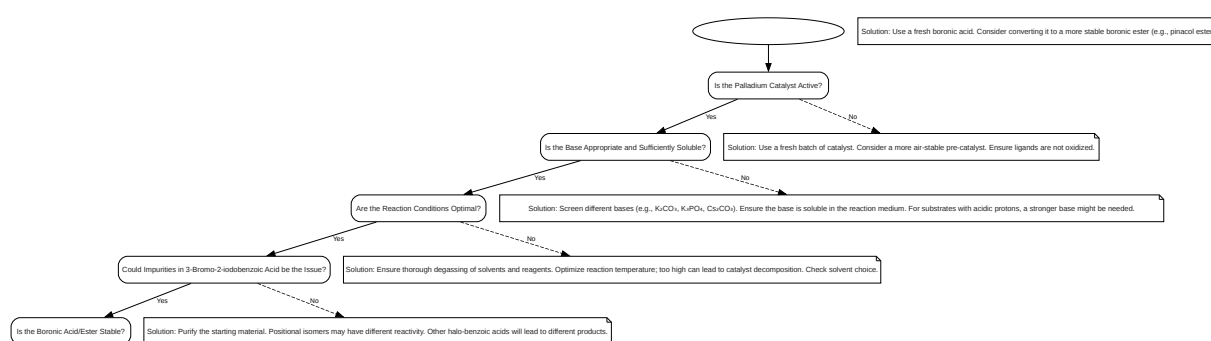 Solution: Use a fresh boronic acid. Consider converting it to a more stable boronic ester (e.g., pinacol ester
Is the Palladium Catalyst Active?
Yes
No
Is the Base Appropriate and Sufficiently Soluble?
Solution: Use a fresh batch of catalyst. Consider a more air-stable pre-catalyst. Ensure ligands are not oxidized.
Yes
No
Are the Reaction Conditions Optimal?
Solution: Screen different bases (e.g., K₂CO₃, K₃PO₄, Cs₂CO₃). Ensure the base is soluble in the reaction medium. For substrates with acidic protons, a stronger base might be needed.
Yes
No
Could Impurities in 3-Bromo-2-iodobenzoic Acid be the Issue?
Solution: Ensure thorough degassing of solvents and reagents. Optimize reaction temperature; too high can lead to catalyst decomposition. Check solvent choice.
Yes
No
Is the Boronic Acid/Ester Stable?
Solution: Purify the starting material. Positional isomers may have different reactivity. Other halo-benzoic acids will lead to different products.